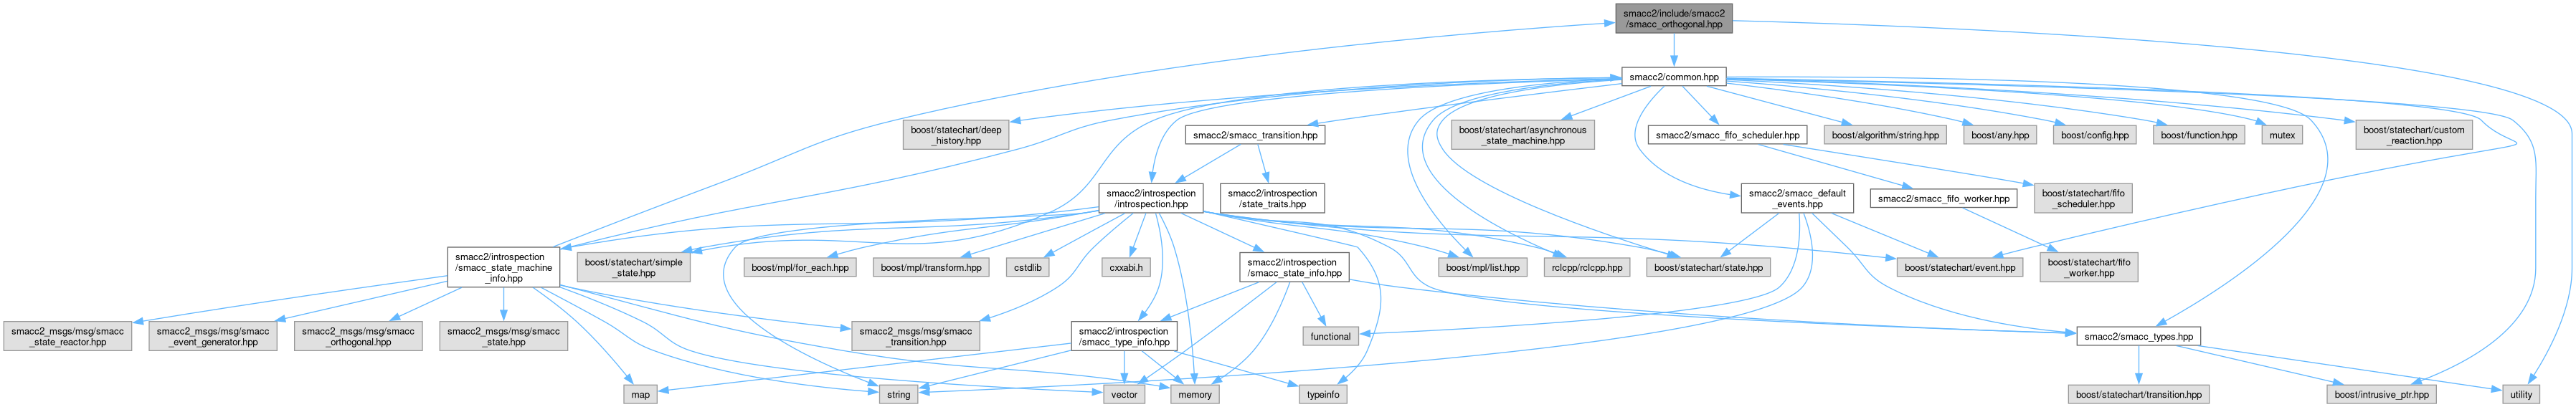 smacc2/include/smacc2
/smacc_orthogonal.hpp
smacc2/common.hpp
boost/statechart/deep
_history.hpp
smacc2/smacc_transition.hpp
boost/statechart/asynchronous
_state_machine.hpp
smacc2/smacc_fifo_scheduler.hpp
boost/algorithm/string.hpp
boost/any.hpp
boost/config.hpp
boost/function.hpp
mutex
boost/statechart/custom
_reaction.hpp
smacc2/introspection
/introspection.hpp
smacc2/introspection
/state_traits.hpp
smacc2/smacc_default
_events.hpp
smacc2/smacc_fifo_worker.hpp
boost/statechart/fifo
_scheduler.hpp
smacc2/introspection
/smacc_state_machine
_info.hpp
boost/statechart/simple
_state.hpp
boost/mpl/for_each.hpp
boost/mpl/transform.hpp
cstdlib
cxxabi.h
smacc2/introspection
/smacc_state_info.hpp
boost/mpl/list.hpp
rclcpp/rclcpp.hpp
boost/statechart/state.hpp
boost/statechart/event.hpp
boost/statechart/fifo
_worker.hpp
smacc2_msgs/msg/smacc
_state_reactor.hpp
smacc2_msgs/msg/smacc
_event_generator.hpp
smacc2_msgs/msg/smacc
_orthogonal.hpp
smacc2_msgs/msg/smacc
_state.hpp
smacc2_msgs/msg/smacc
_transition.hpp
smacc2/introspection
/smacc_type_info.hpp
functional
smacc2/smacc_types.hpp
map
string
vector
memory
typeinfo
boost/statechart/transition.hpp
boost/intrusive_ptr.hpp
utility